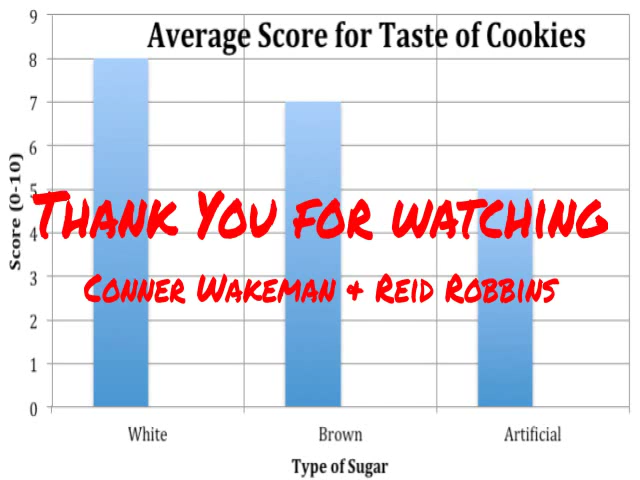 Average Score for Taste of Cookies
9
8
7
6
5
4
3
2
1
0
Score (0-10)
Thank You for watching
Conner Wakeman & Reid Robbins
White Brown Artificial
Type of Sugar